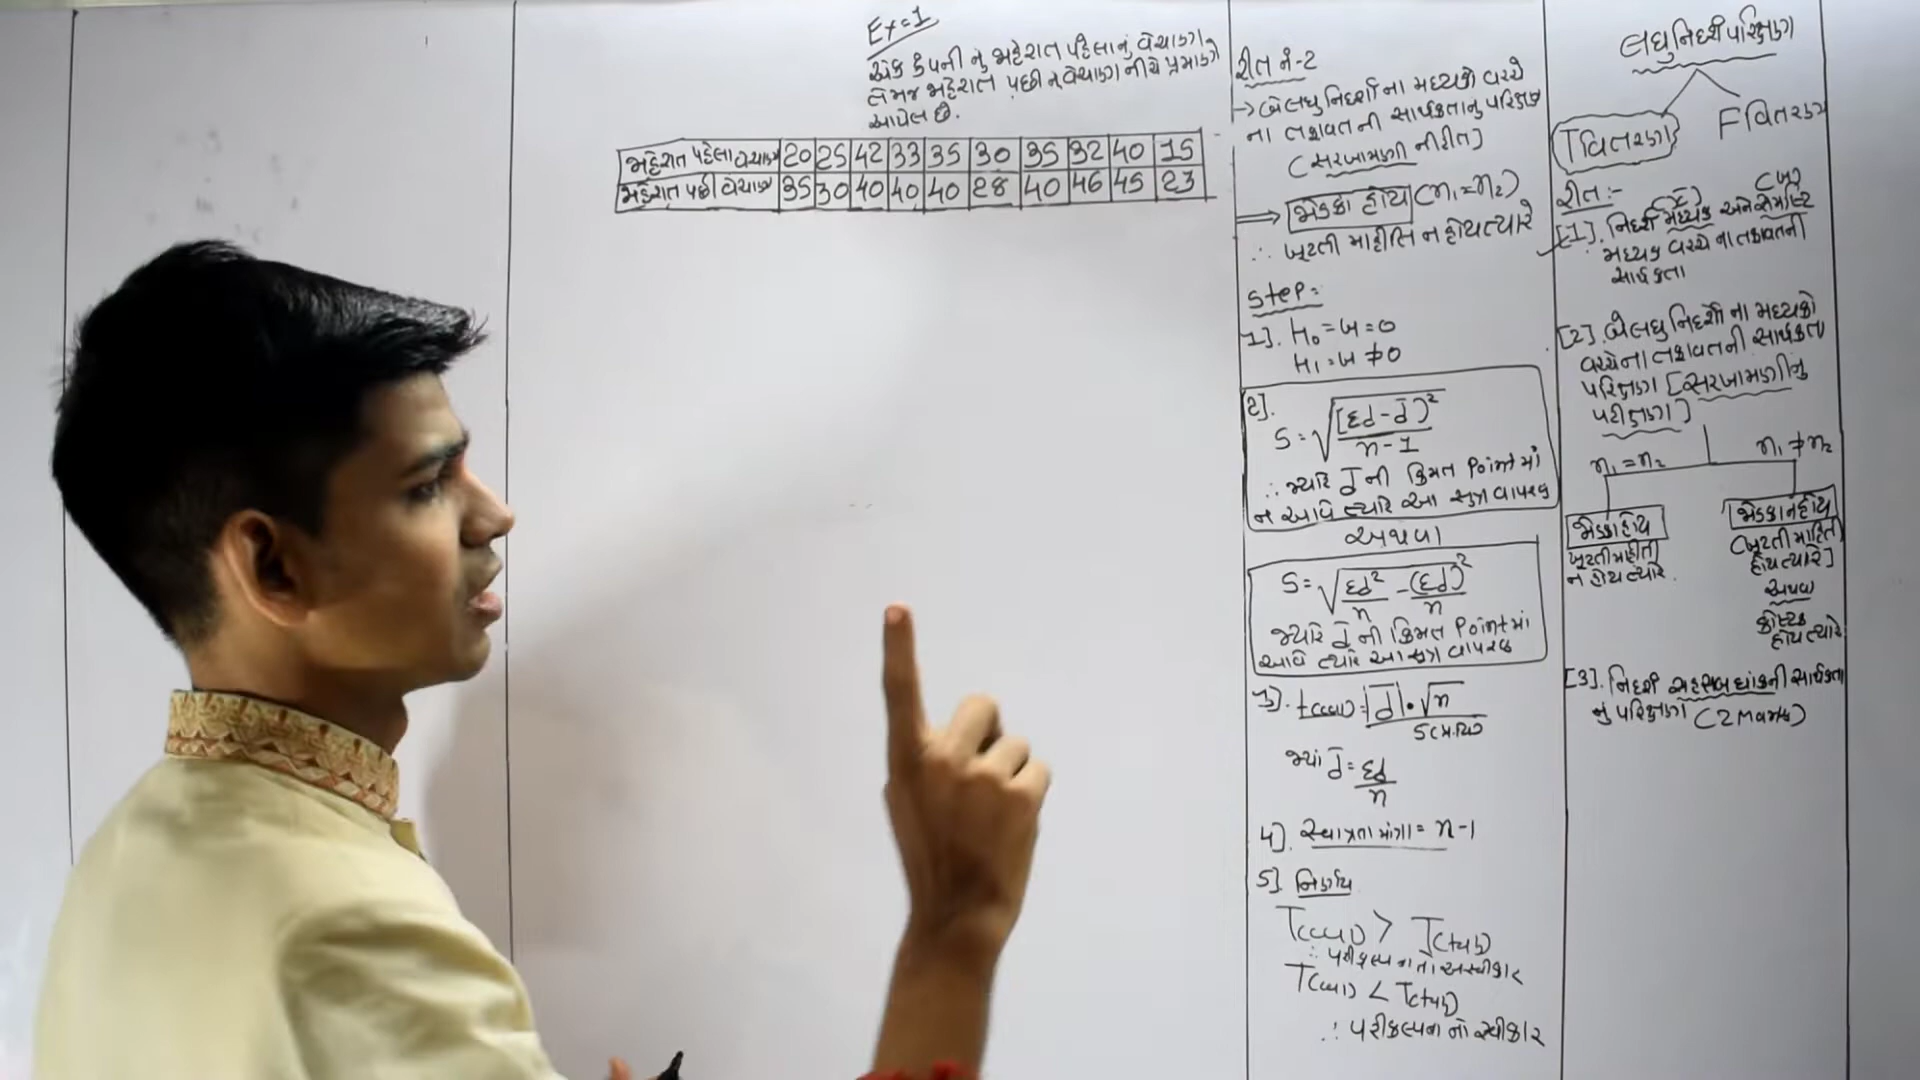 Ex=1
એક કંપની નું જાહેરાત પહેલાનું વેચાણ
તેમજ જાહેરાત પછીનું વેચાણ નીચે પ્રમાણે
આપેલ છે.
જાહેરાત પહેલા વેચાણ 20 25 42 33 35 30 35 32 40 15
જાહેરાત પછી વેચાણ 35 30 40 40 40 28 40 46 45 23
રીત નં-2
→ બે લઘુ નિદર્શો ના મધ્યકો વચ્ચે
ના તફાવત ની સાર્થકતાનું પરિક્ષણ
(સરખામણી ની રીત]
⇒ જોડકા હોય (n₁=n₂)
∴ ખૂટતી માહીતિ ન હોય ત્યારે
Step:
1]. H₀ = μ = 0
H₁ = μ ≠ 0
[2]. S = √[Σd-d̄)² / n-1
∴ જ્યારે d̄ ની કિંમત Point માં
ન આવે ત્યારે આ સુત્ર વાપરવું
અથવા
S = √Σd²/n - (Σd/n)²
જ્યારે d̄ ની કિંમત Point માં
આવે ત્યારે આ સુત્ર વાપરવું
3]. t(cal) = |d̄| · √n / S
જ્યાં d̄ = Σd/n
4]. = n-1
5]. નિર્ણય
T(cal) > T(tab)
∴ પરીકલ્પના નો અસ્વીકાર
T(cal) < T(tab)
∴ પરીકલ્પના નો સ્વીકાર
લઘુ નિદર્શ પરિક્ષણ
T વિતરણ F વિતરણ
રીત:-
[1]. નિદર્શ મધ્યક અને સમષ્ટિ
મધ્યક વચ્ચે ના તફાવતની
સાર્થકતા
[2]. બે લઘુ નિદર્શો ના મધ્યકો
વચ્ચેના તફાવત ની સાર્થકતા
પરિક્ષણ [સરખામણીનું
પરીક્ષણ]
n₁ = n₂ n₁ ≠ n₂
જોડકા હોય
ખૂટતી માહીતી
ન હોય ત્યારે.
જોડકા ન હોય
(ખૂટતી માહિતી
હોય ત્યારે]
અથવા
કોષ્ટક
હોય ત્યારે
[3]. નિદર્શ સહસંબંધાંકની સાર્થકતા
નું પરિક્ષણ (2 Marks)